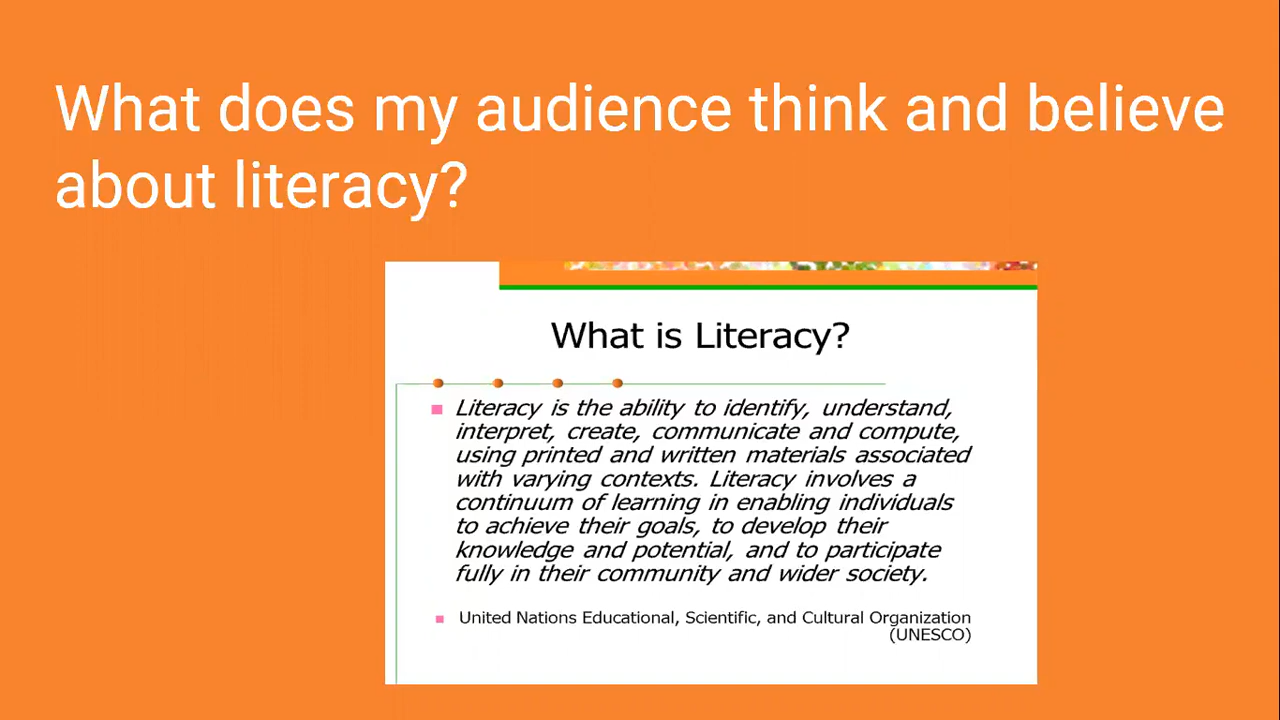 What does my audience think and believe
about literacy?
What is Literacy?
Literacy is the ability to identify, understand,
interpret, create, communicate and compute,
using printed and written materials associated
with varying contexts. Literacy involves a
continuum of learning in enabling individuals
to achieve their goals, to develop their
knowledge and potential, and to participate
fully in their community and wider society.
United Nations Educational, Scientific, and Cultural Organization
(UNESCO)